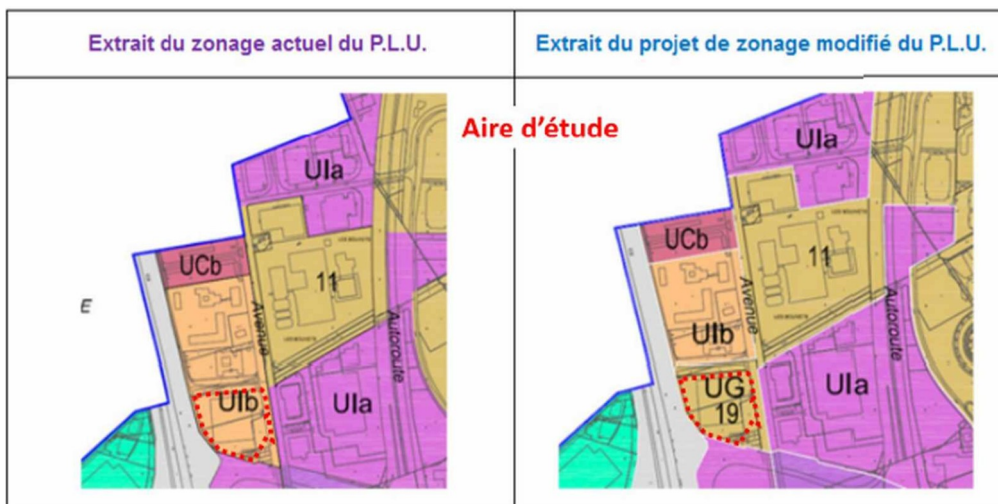 Extrait du zonage actuel du P.L.U.
Extrait du projet de zonage modifié du P.L.U.
Aire d'étude
UIa
UCb
11
E
Avenue
Autoroute
UIb
UIa
UIa
UCb
11
Avenue
Autoroute
UIb
UG
19
UIa